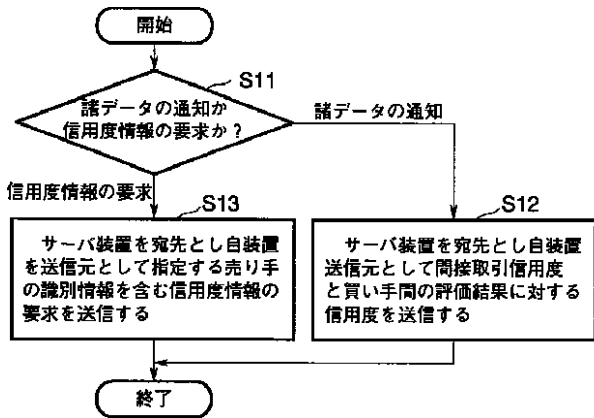 開始
S11
諸データの通知か
信用度情報の要求か？
諸データの通知
信用度情報の要求
S13
サーバ装置を宛先とし自装置
を送信元として指定する売り手
の識別情報を含む信用度情報の
要求を送信する
S12
サーバ装置を宛先とし自装置
送信元として間接取引信用度
と買い手間の評価結果に対する
信用度を送信する
終了